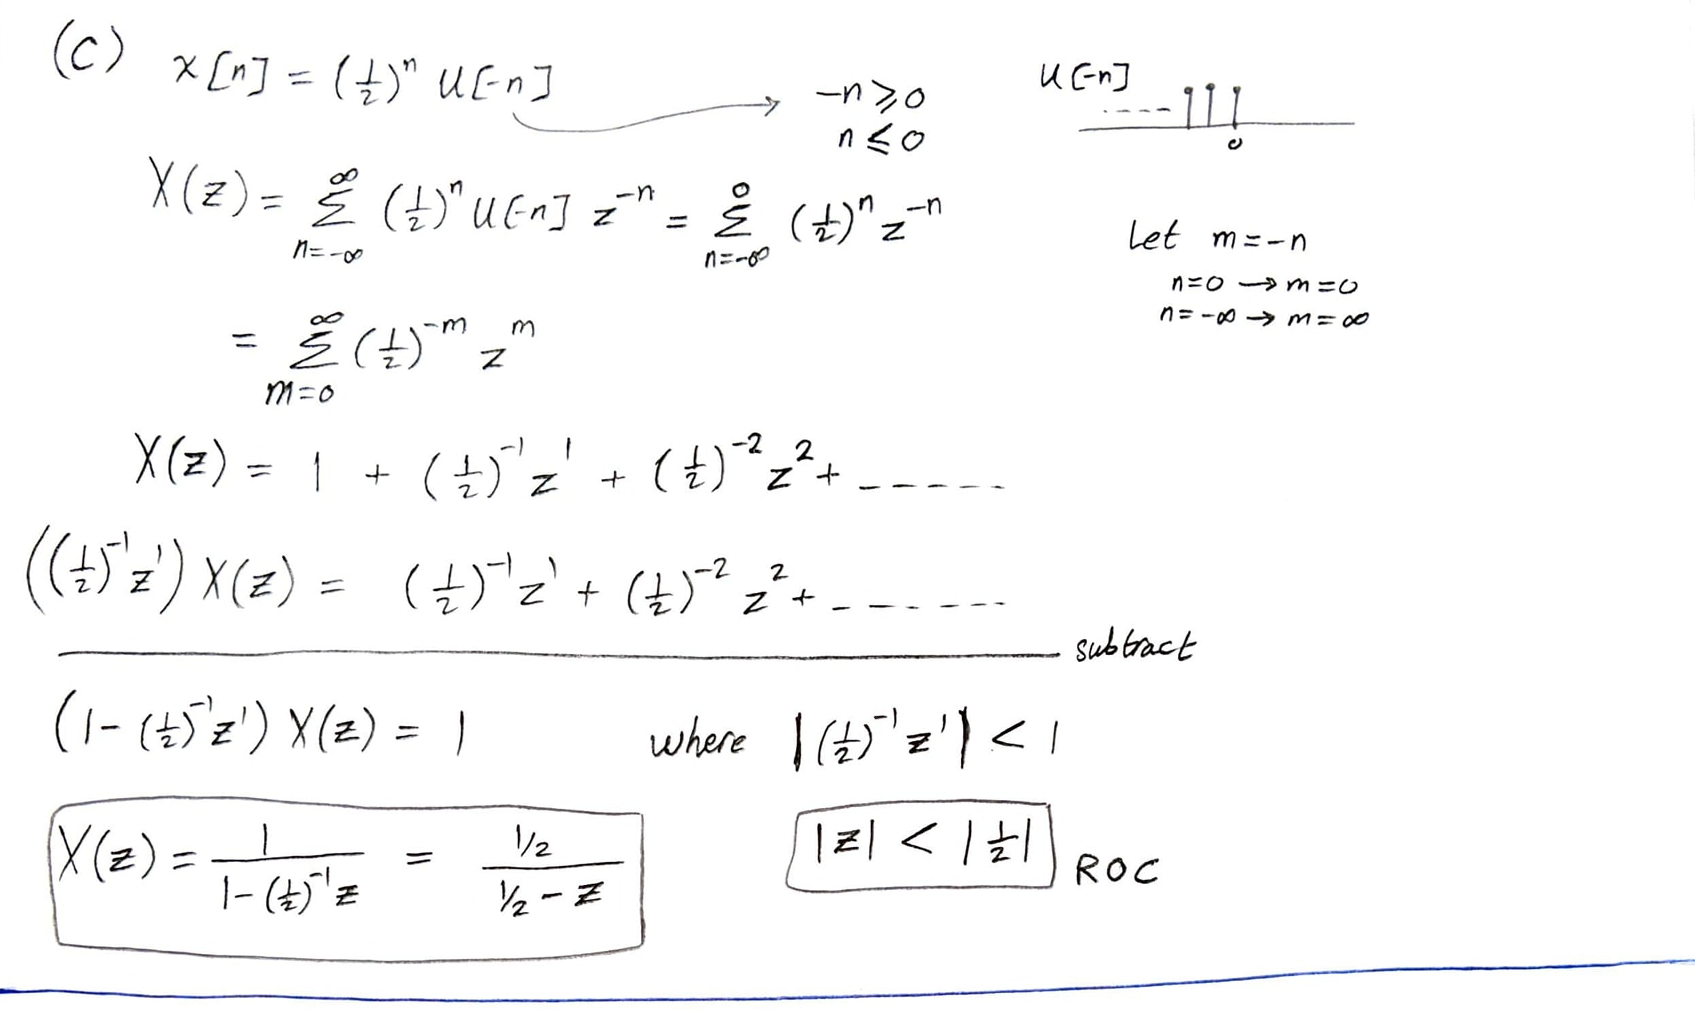 (c) x[n] = (1/2)^n u[-n]
-n ≥ 0
n ≤ 0
u[-n]
0
X(z) = Σ_{n=-∞}^{∞} (1/2)^n u[-n] z^{-n} = Σ_{n=-∞}^{0} (1/2)^n z^{-n}
Let m = -n
n=0 → m=0
n=-∞ → m=∞
= Σ_{m=0}^{∞} (1/2)^{-m} z^m
X(z) = 1 + (1/2)^{-1} z^1 + (1/2)^{-2} z^2 + ------
((1/2)^{-1} z^1) X(z) = (1/2)^{-1} z^1 + (1/2)^{-2} z^2 + ------
subtract
(1 - (1/2)^{-1} z^1) X(z) = 1 where |(1/2)^{-1} z^1| < 1
X(z) = 1/(1 - (1/2)^{-1} z) = (1/2)/(1/2 - z) |z| < |1/2| ROC